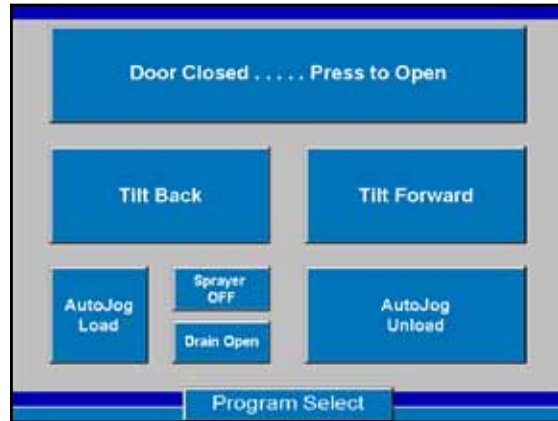 Door Closed . . . . . Press to Open
Tilt Back
Tilt Forward
AutoJog
Load
Sprayer
OFF
Drain Open
AutoJog
Unload
Program Select